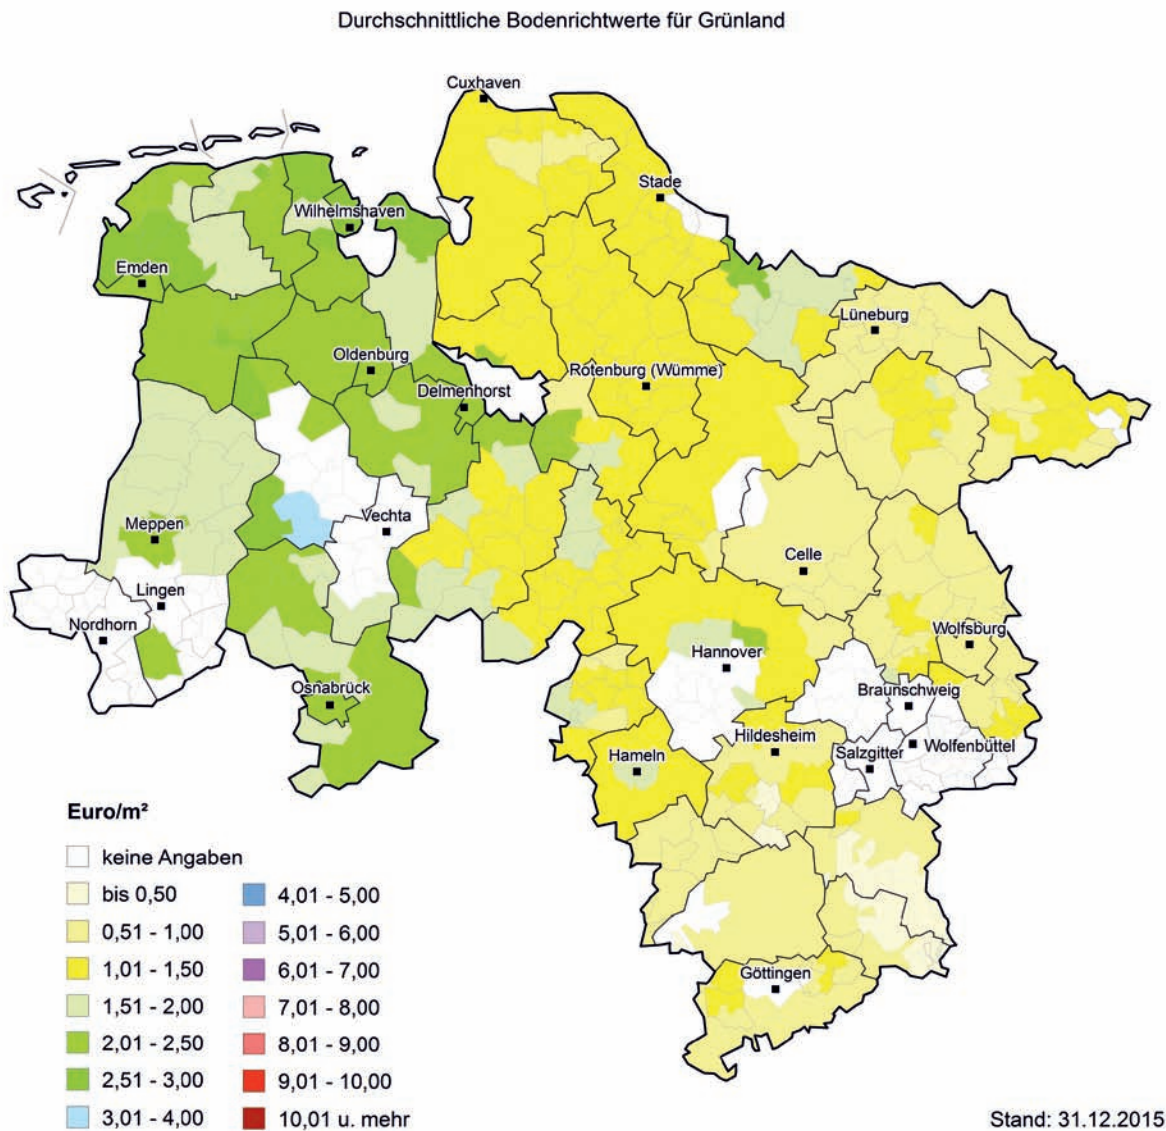 Durchschnittliche Bodenrichtwerte für Grünland
Cuxhaven
Stade
Wilhelmshaven
Emden
Lüneburg
Oldenburg
Rotenburg (Wümme)
Delmenhorst
Vechta
Meppen
Celle
Lingen
Nordhorn
Wolfsburg
Hannover
Osnabrück
Braunschweig
Hildesheim
Wolfenbüttel
Hameln
Salzgitter
Göttingen
Euro/m²
keine Angaben
bis 0,50
0,51 - 1,00
1,01 - 1,50
1,51 - 2,00
2,01 - 2,50
2,51 - 3,00
3,01 - 4,00
4,01 - 5,00
5,01 - 6,00
6,01 - 7,00
7,01 - 8,00
8,01 - 9,00
9,01 - 10,00
10,01 u. mehr
Stand: 31.12.2015